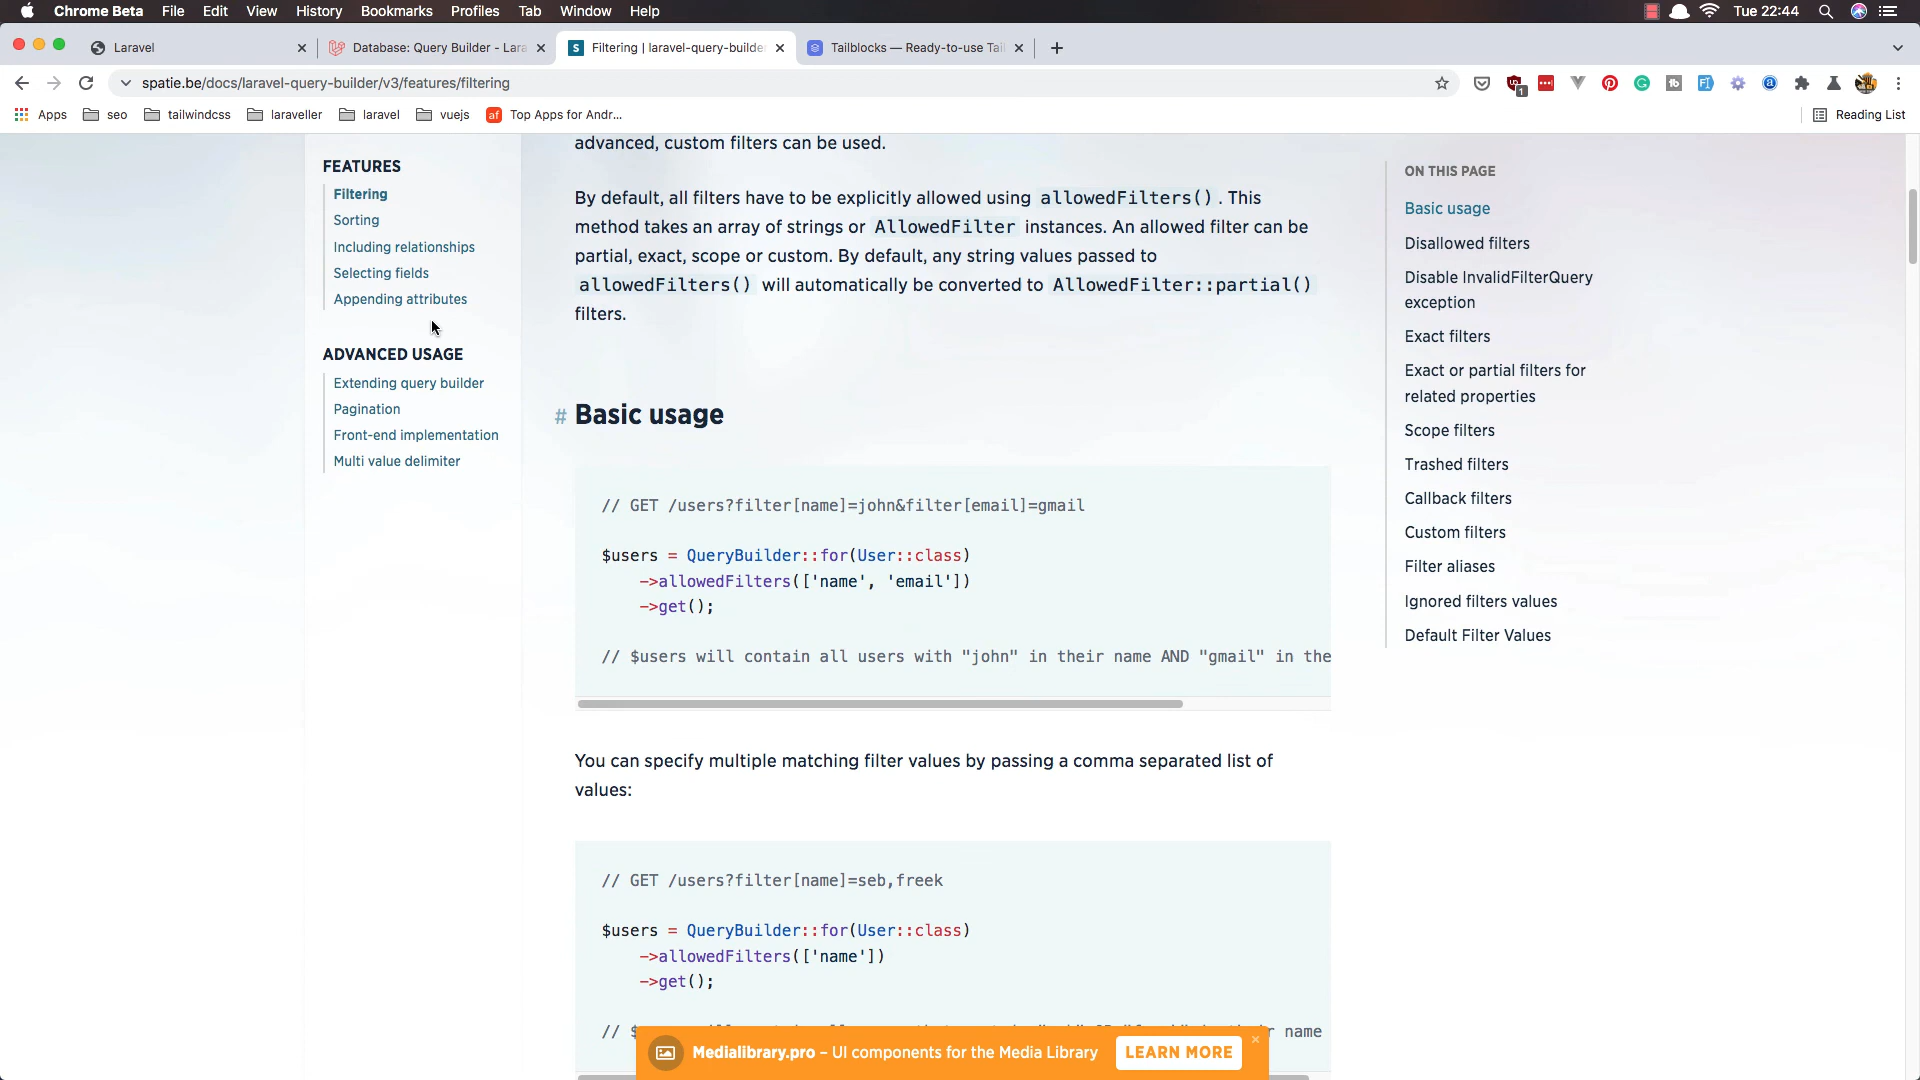 Chrome Beta File Edit View History Bookmarks Profiles Tab Window Help Tue 22:44
Laravel Database: Query Builder - Lara Filtering | laravel-query-builde Tailblocks — Ready-to-use Tai
spatie.be/docs/laravel-query-builder/v3/features/filtering
Apps seo tailwindcss laraveller laravel vuejs af Top Apps for Andr... Reading List
FEATURES
Filtering
Sorting
Including relationships
Selecting fields
Appending attributes
ADVANCED USAGE
Extending query builder
Pagination
Front-end implementation
Multi value delimiter
advanced, custom filters can be used.
By default, all filters have to be explicitly allowed using allowedFilters(). This
method takes an array of strings or AllowedFilter instances. An allowed filter can be
partial, exact, scope or custom. By default, any string values passed to
allowedFilters() will automatically be converted to AllowedFilter::partial()
filters.
# Basic usage
// GET /users?filter[name]=john&filter[email]=gmail
$users = QueryBuilder::for(User::class)
->allowedFilters(['name', 'email'])
->get();
// $users will contain all users with "john" in their name AND "gmail" in the
You can specify multiple matching filter values by passing a comma separated list of
values:
// GET /users?filter[name]=seb,freek
$users = QueryBuilder::for(User::class)
->allowedFilters(['name'])
->get();
// $ name
Medialibrary.pro – UI components for the Media Library LEARN MORE
ON THIS PAGE
Basic usage
Disallowed filters
Disable InvalidFilterQuery
exception
Exact filters
Exact or partial filters for
related properties
Scope filters
Trashed filters
Callback filters
Custom filters
Filter aliases
Ignored filters values
Default Filter Values